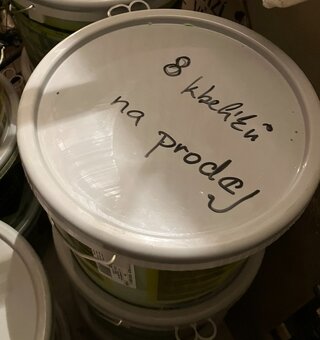 8 kbelíků
na prodej